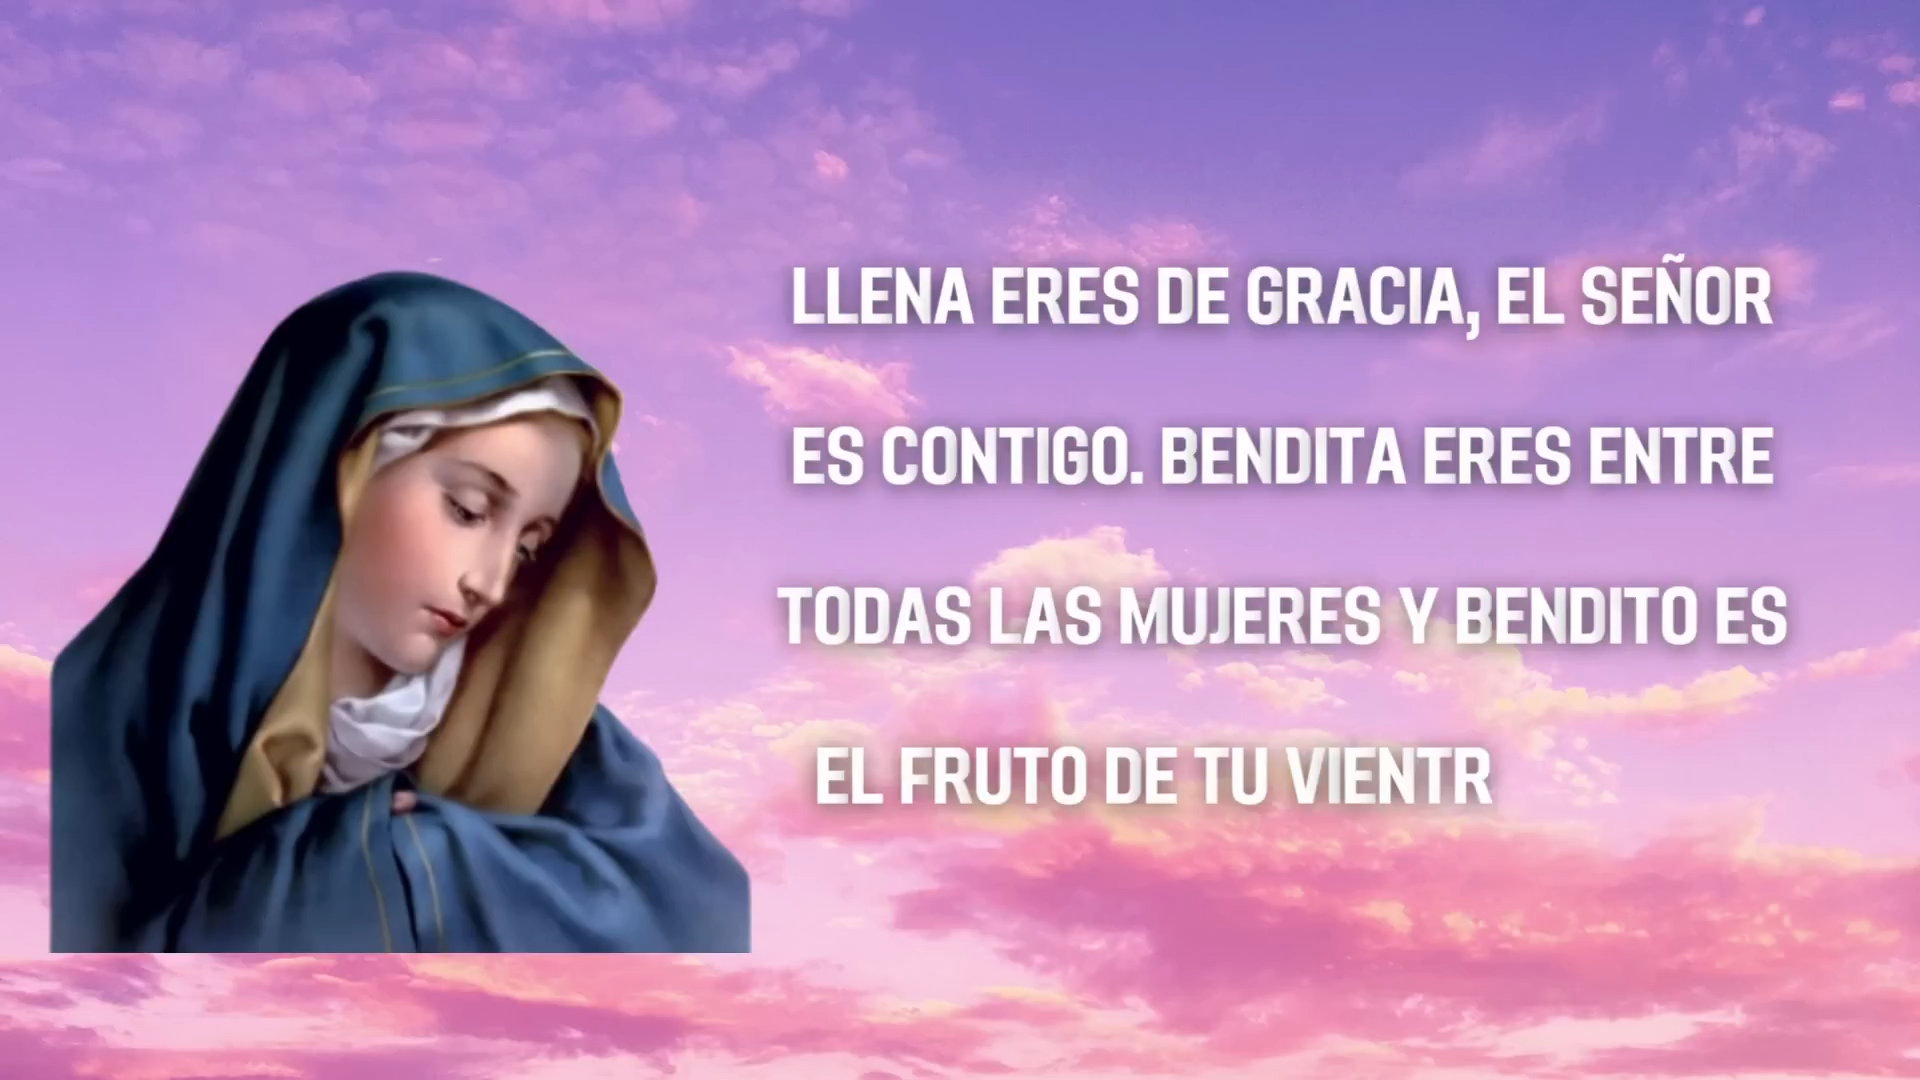 LLENA ERES DE GRACIA, EL SEÑOR
ES CONTIGO. BENDITA ERES ENTRE
TODAS LAS MUJERES Y BENDITO ES
EL FRUTO DE TU VIENTR